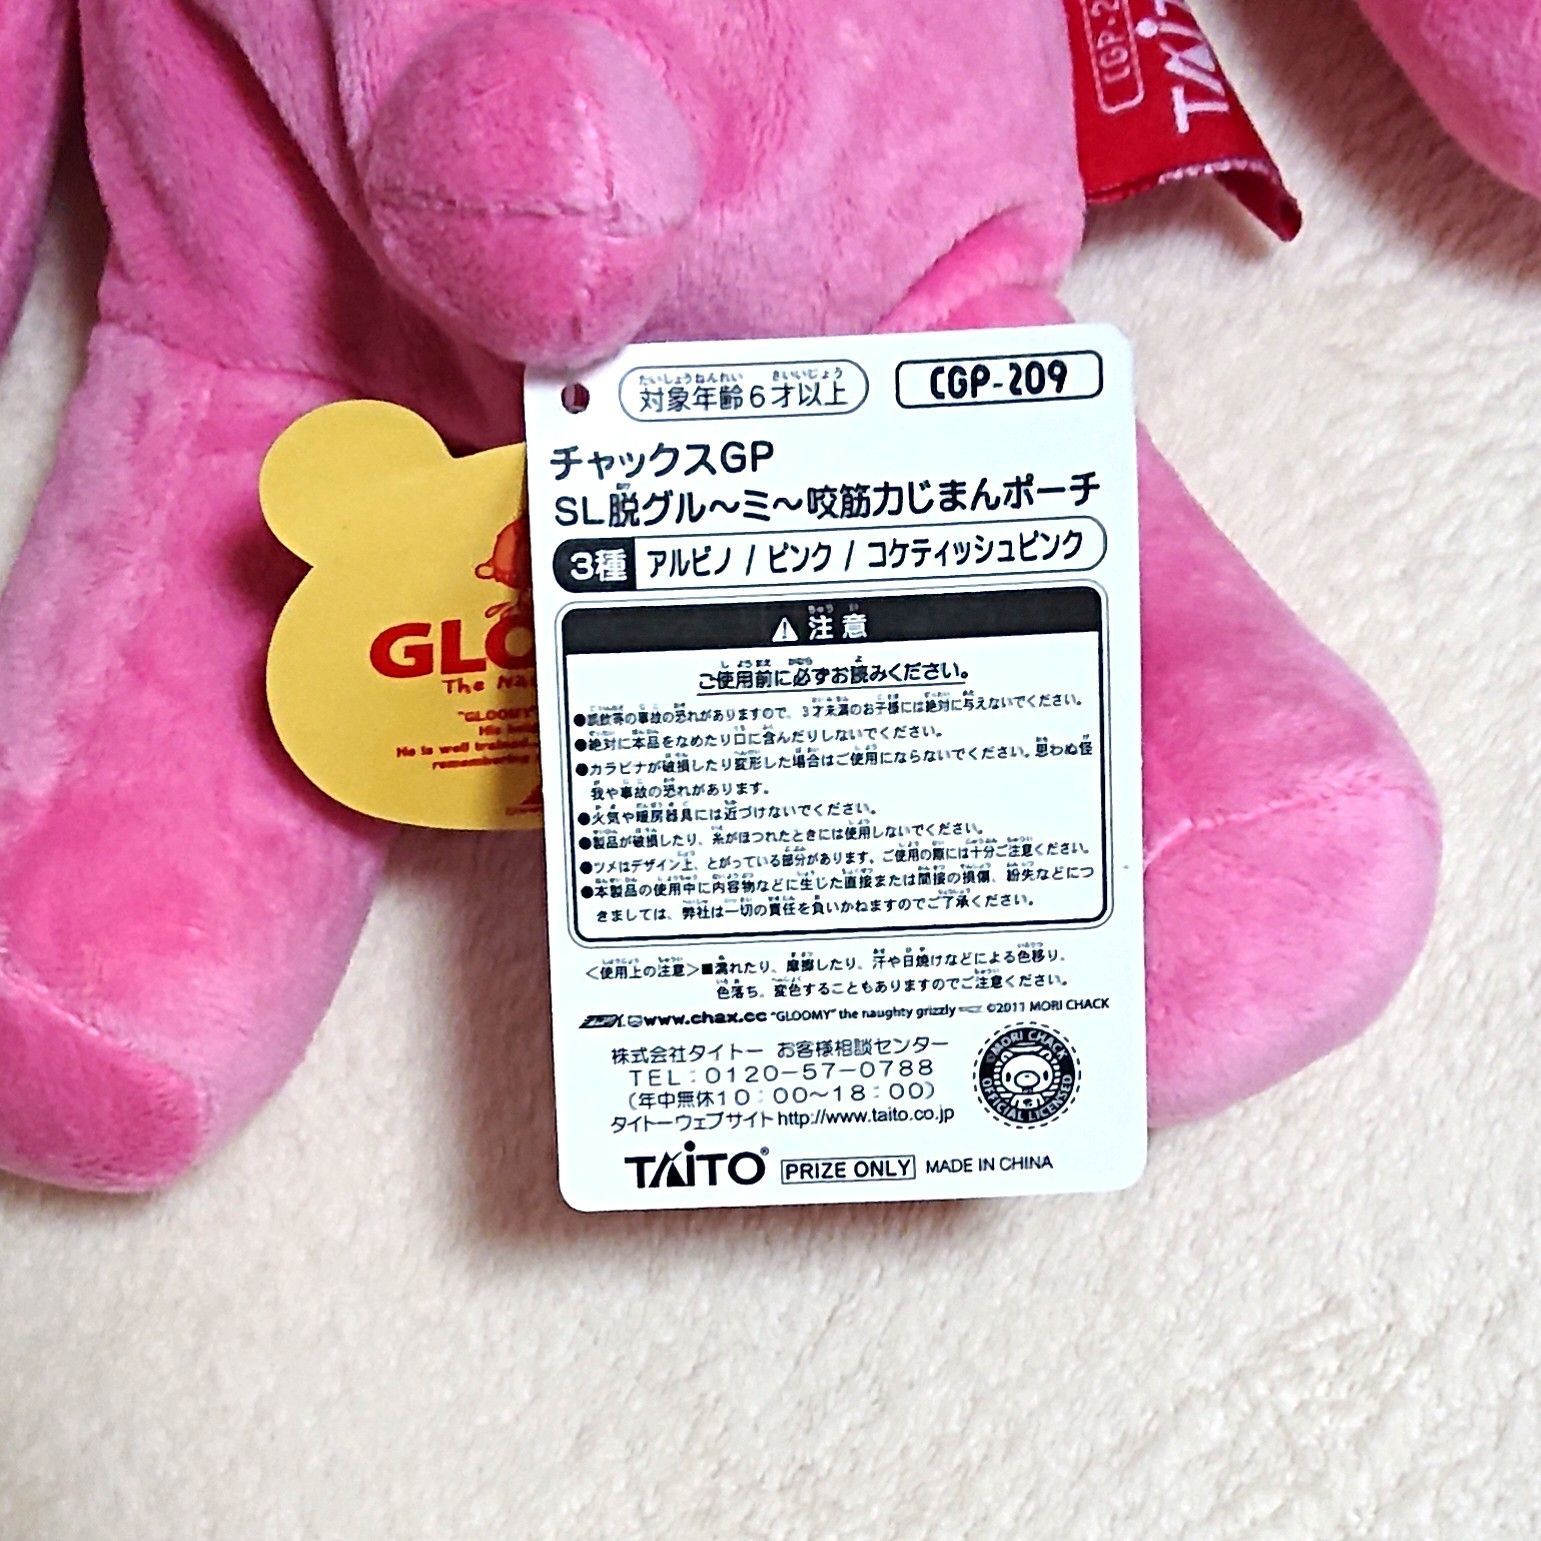 CGP-2
TAiT
対象年齢6才以上
CGP-209
チャックスGP
SL脱グル〜ミ〜咬筋力じまんポーチ
3種 アルビノ / ピンク / コケティッシュピンク
⚠注意
ご使用前に必ずお読みください。
●誤飲等の事故の恐れがありますので、3才未満のお子様には絶対に与えないでください。
●絶対に本品をなめたり口に含んだりしないでください。
●カラビナが破損したり変形した場合はご使用にならないでください。思わぬ怪
我や事故の恐れがあります。
●火気や暖房器具には近づけないでください。
●製品が破損したり、糸がほつれたときには使用しないでください。
●ツメはデザイン上、とがっている部分があります。ご使用の際には十分ご注意ください。
●本製品の使用中に内容物などに生じた直接または間接の損傷、紛失などにつ
きましては、弊社は一切の責任を負いかねますのでご了承ください。
<使用上の注意>■濡れたり、摩擦したり、汗や日焼けなどによる色移り、
色落ち、変色することもありますのでご注意ください。
www.chax.cc "GLOOMY" the naughty grizzly ©2011 MORI CHACK
株式会社タイトー お客様相談センター
TEL:0120-57-0788
(年中無休10:00〜18:00)
タイトーウェブサイト http://www.taito.co.jp
©MORI CHACK
OFFICIAL LICENSED
TAiTO® PRIZE ONLY MADE IN CHINA
GLO
The
"GLOOMY"
His
He is well trained
remembering